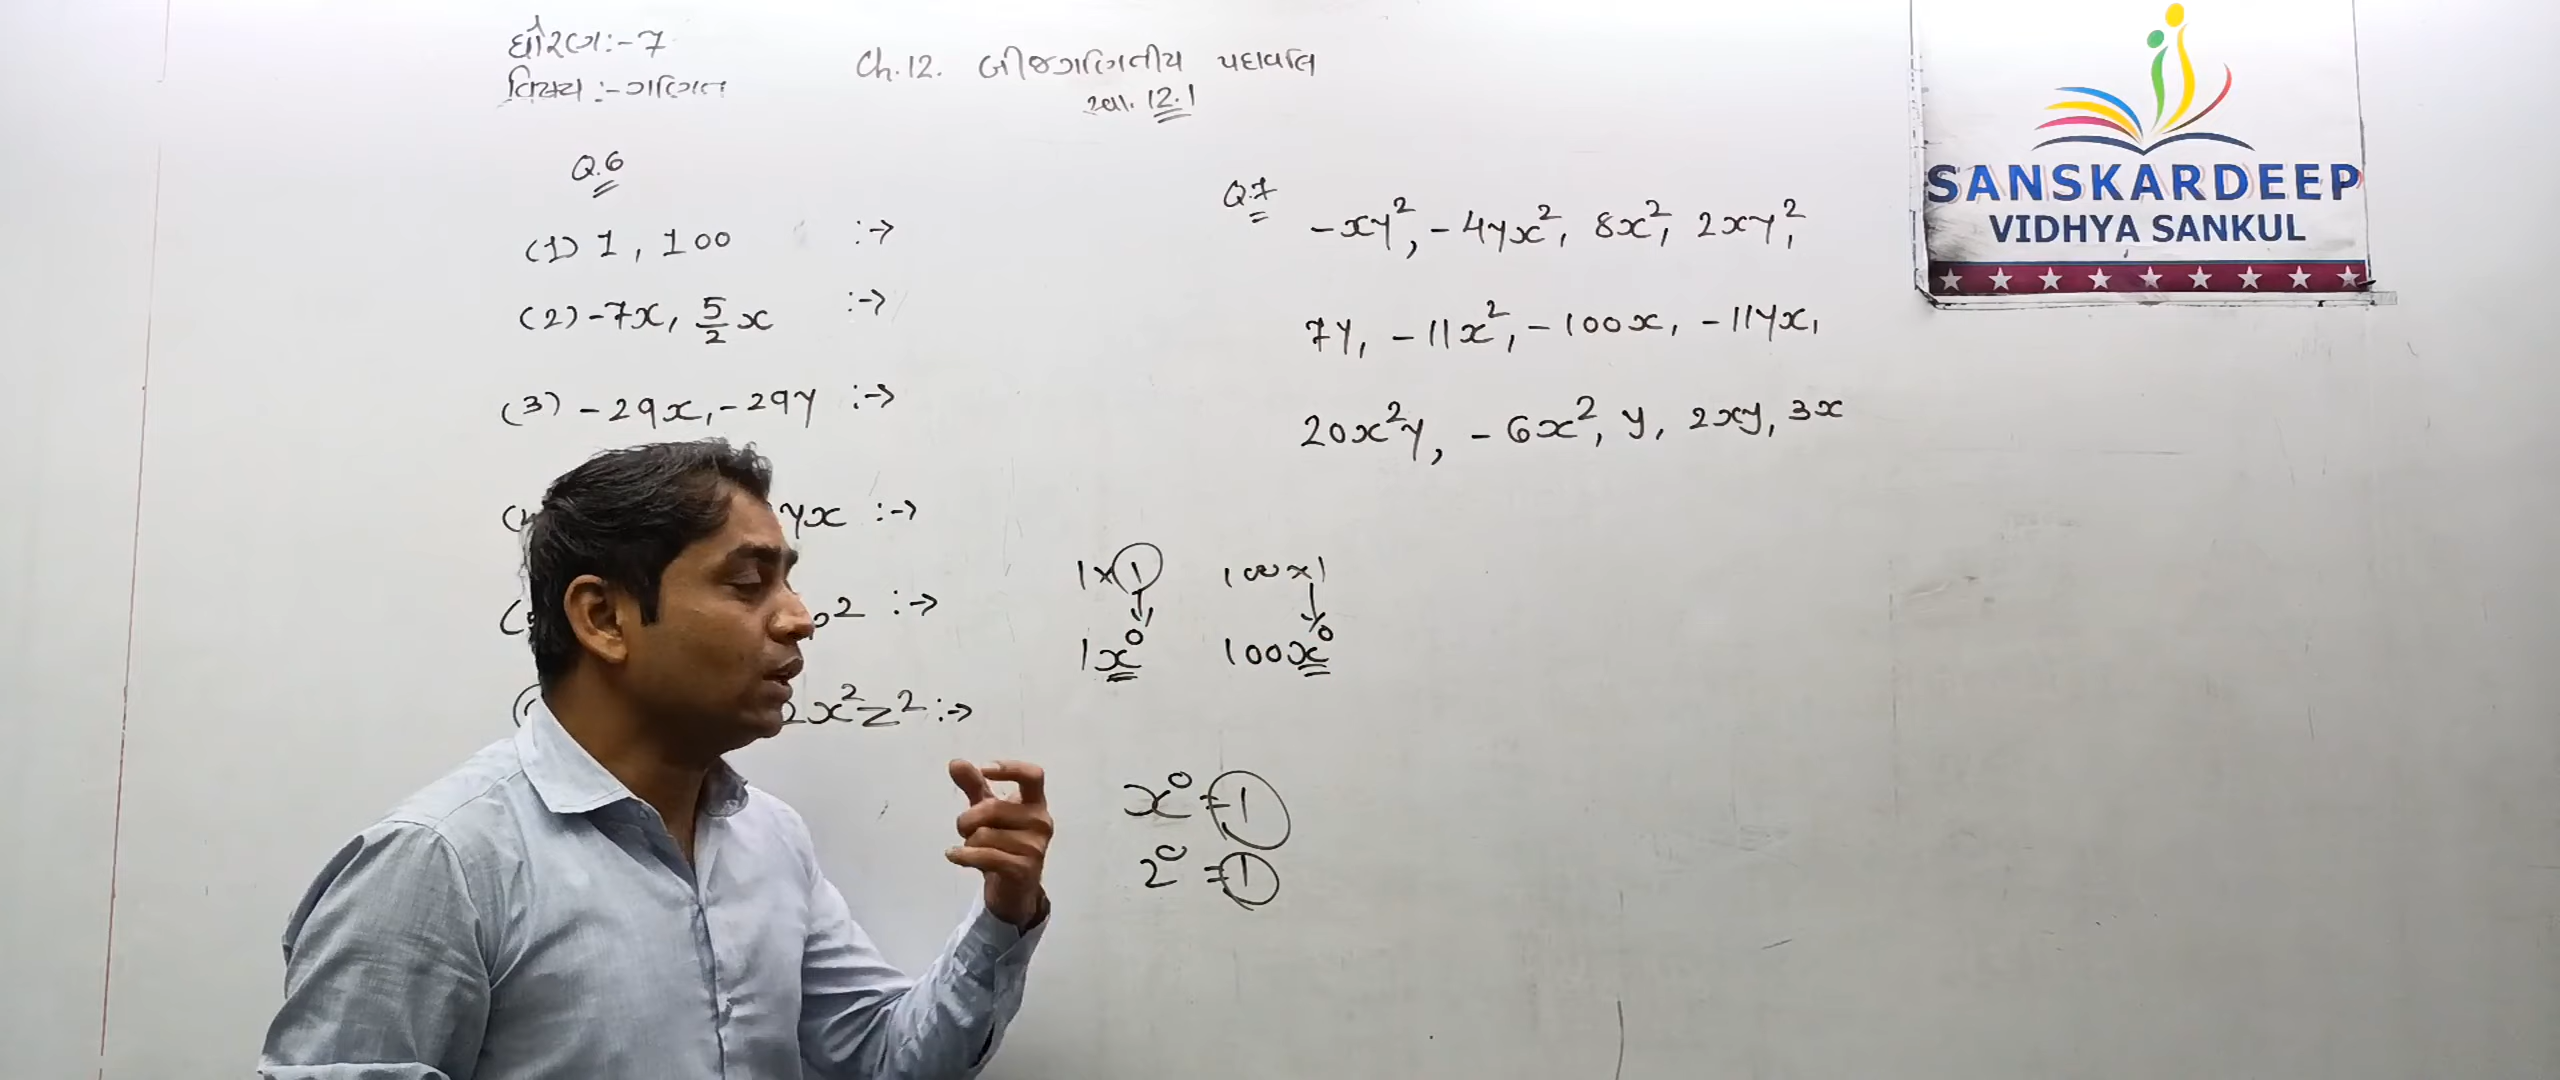 ધોરણ:-7
વિષય:-ગણિત
Ch.12. બીજગણિતીય પદાવલિ
સ્વા. 12.1
Q.6
(1) 1, 100 :→
(2) -7x, 5/2 x :→
(3) -29x, -29y :→
yx :→
p2 :→
2x²z² :→
Q.7
-xy², -4yx², 8x², 2xy²,
7y, -11x², -100x, -11yx,
20x²y, -6x², y, 2xy, 3x
1×1 100×1
1x⁰ 100x⁰
x⁰ = 1
2⁰ = 1
SANSKARDEEP
VIDHYA SANKUL